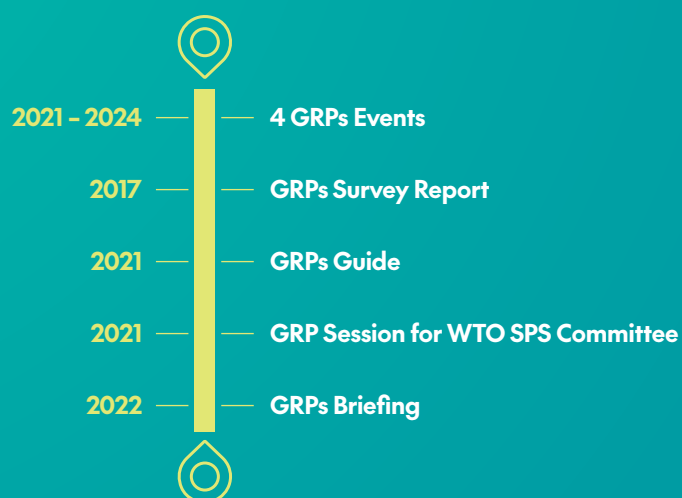 2021 – 2024 4 GRPs Events
2017 GRPs Survey Report
2021 GRPs Guide
2021 GRP Session for WTO SPS Committee
2022 GRPs Briefing